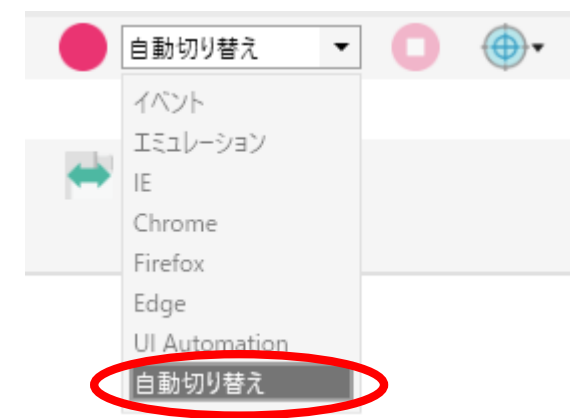 自動切り替え
イベント
エミュレーション
IE
Chrome
Firefox
Edge
UI Automation
自動切り替え